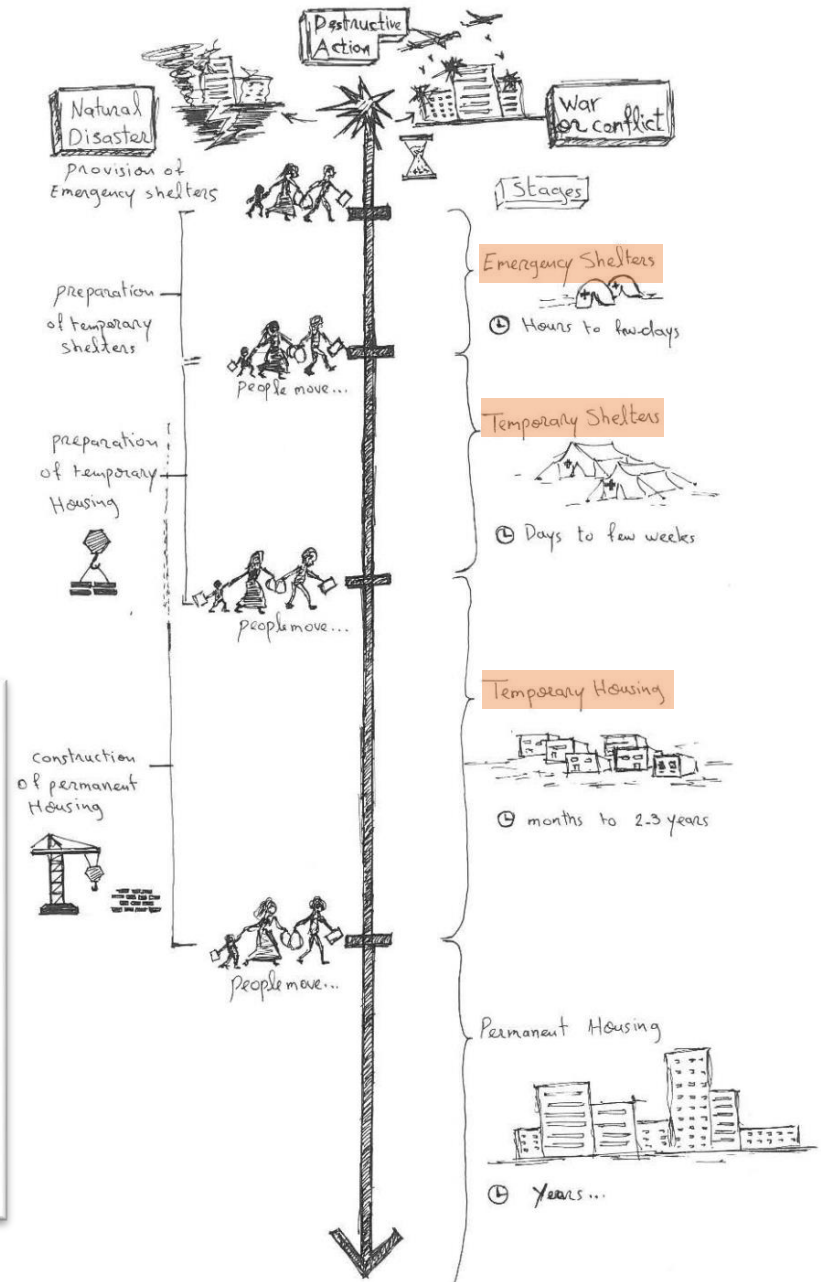 Destructive
Action
Natural
Disaster
War
or conflict
provision of
Emergency shelters
Stages
Emergency Shelters
Hours to few days
preparation
of temporary
shelters
people move...
Temporary Shelters
Days to few weeks
preparation
of temporary
Housing
people move...
Temporary Housing
months to 2-3 years
construction
of permanent
Housing
people move...
Permanent Housing
Years...